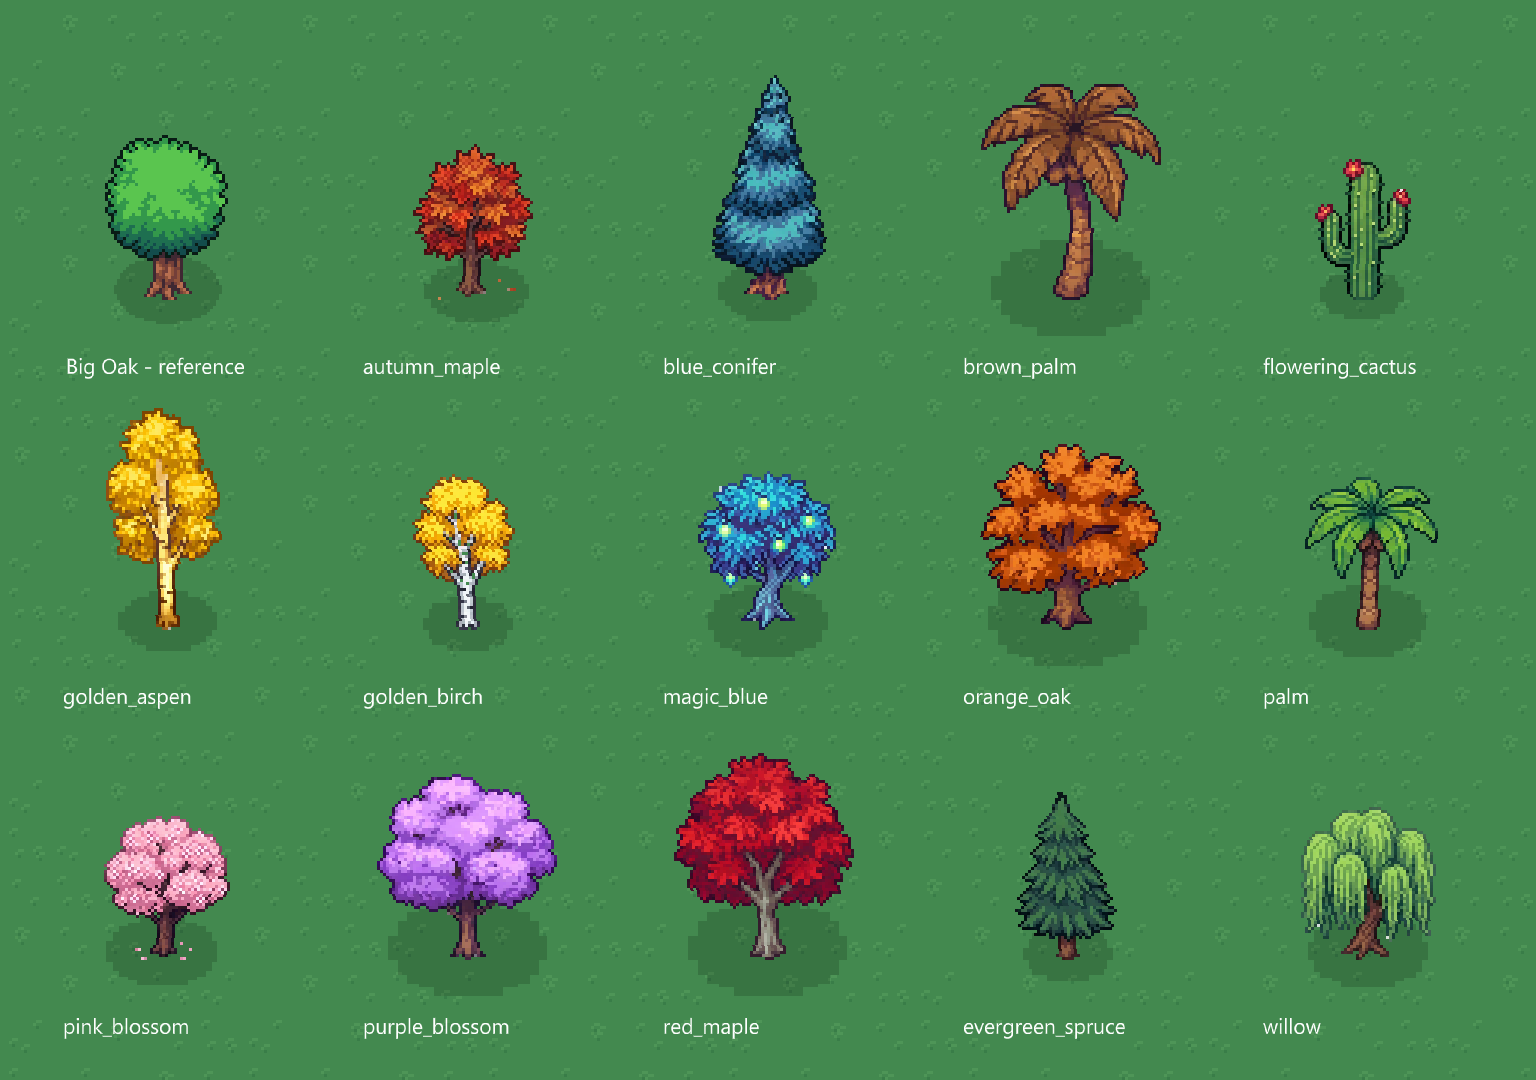 Big Oak - reference
autumn_maple
blue_conifer
brown_palm
flowering_cactus
golden_aspen
golden_birch
magic_blue
orange_oak
palm
pink_blossom
purple_blossom
red_maple
evergreen_spruce
willow